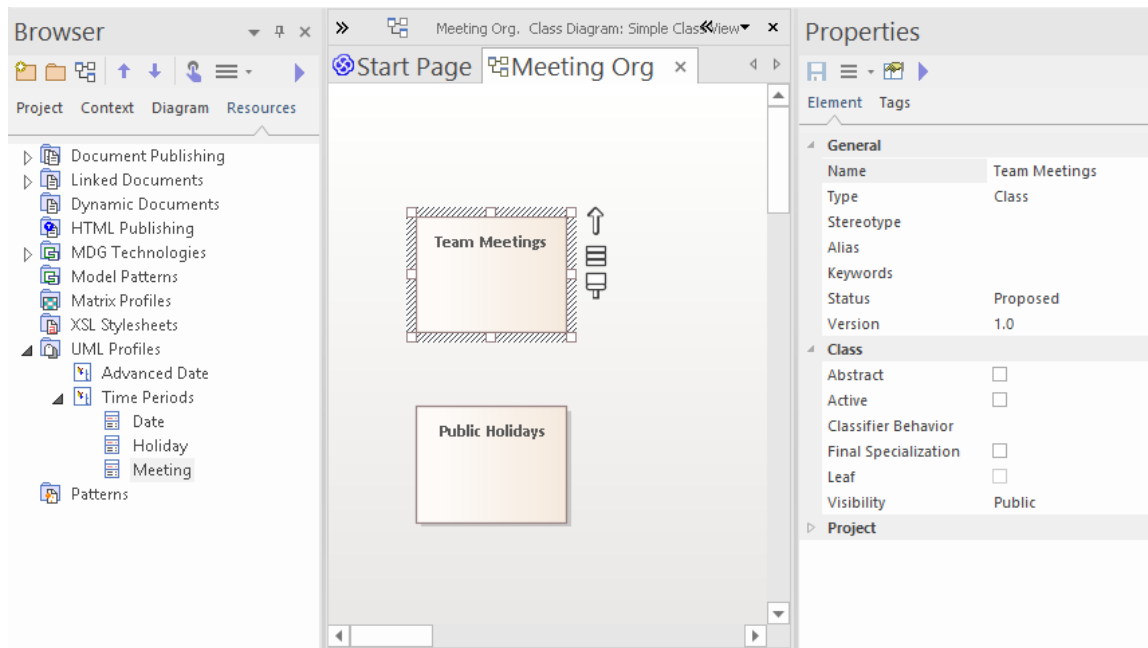 Browser
Project Context Diagram Resources
Document Publishing
Linked Documents
Dynamic Documents
HTML Publishing
MDG Technologies
Model Patterns
Matrix Profiles
XSL Stylesheets
UML Profiles
Advanced Date
Time Periods
Date
Holiday
Meeting
Patterns
Meeting Org. Class Diagram: Simple Class View
Start Page Meeting Org
Team Meetings
Public Holidays
Properties
Element Tags
General
Name Team Meetings
Type Class
Stereotype
Alias
Keywords
Status Proposed
Version 1.0
Class
Abstract
Active
Classifier Behavior
Final Specialization
Leaf
Visibility Public
Project